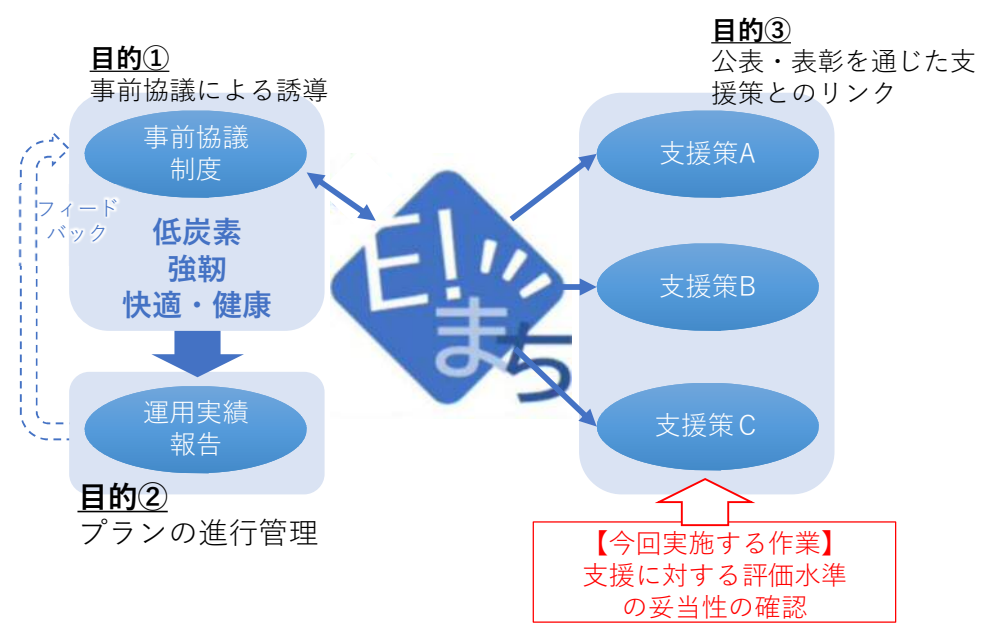 目的①
事前協議による誘導
事前協議
制度
フィード
バック
低炭素
強靭
快適・健康
運用実績
報告
目的②
プランの進行管理
E!
まち
目的③
公表・表彰を通じた支
援策とのリンク
支援策A
支援策B
支援策C
【今回実施する作業】
支援に対する評価水準
の妥当性の確認